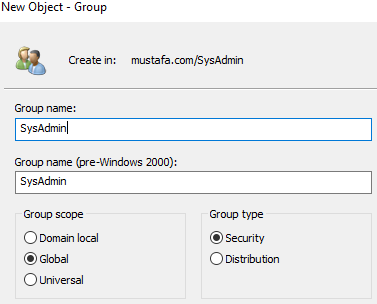 New Object - Group
Create in: mustafa.com/SysAdmin
Group name:
SysAdmin
Group name (pre-Windows 2000):
SysAdmin
Group scope
Domain local
Global
Universal
Group type
Security
Distribution